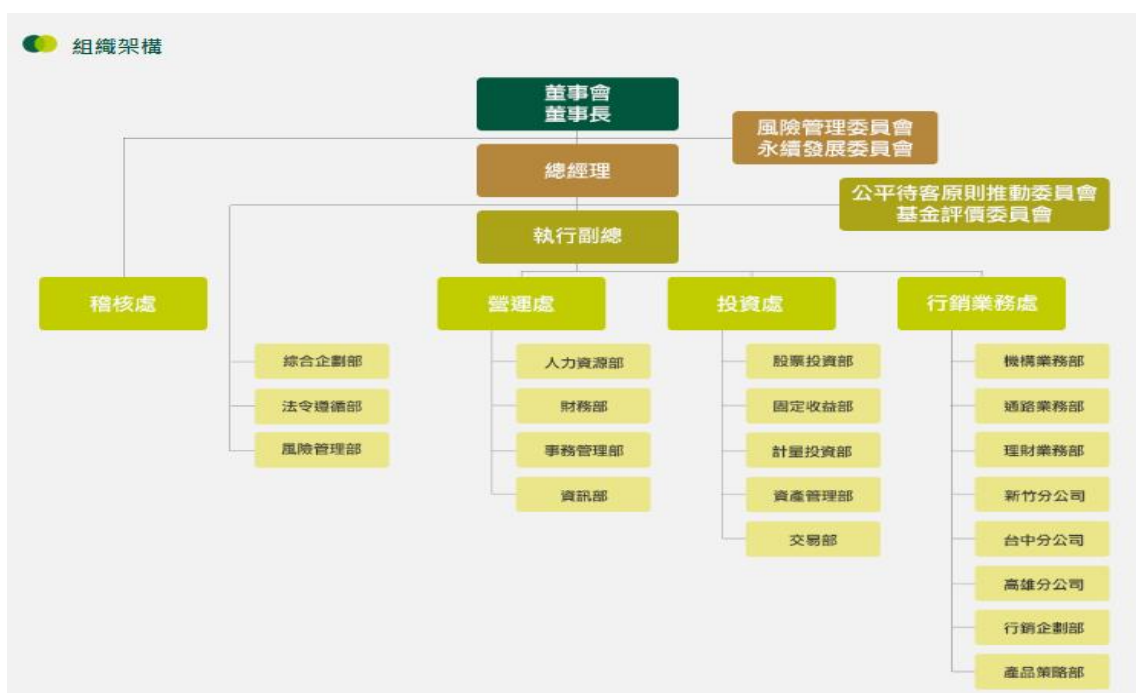 組織架構
董事會
董事長
風險管理委員會
永續發展委員會
總經理
公平待客原則推動委員會
基金評價委員會
執行副總
稽核處
營運處
投資處
行銷業務處
綜合企劃部
法令遵循部
風險管理部
人力資源部
財務部
事務管理部
資訊部
股票投資部
固定收益部
計量投資部
資產管理部
交易部
機構業務部
通路業務部
理財業務部
新竹分公司
台中分公司
高雄分公司
行銷企劃部
產品策略部